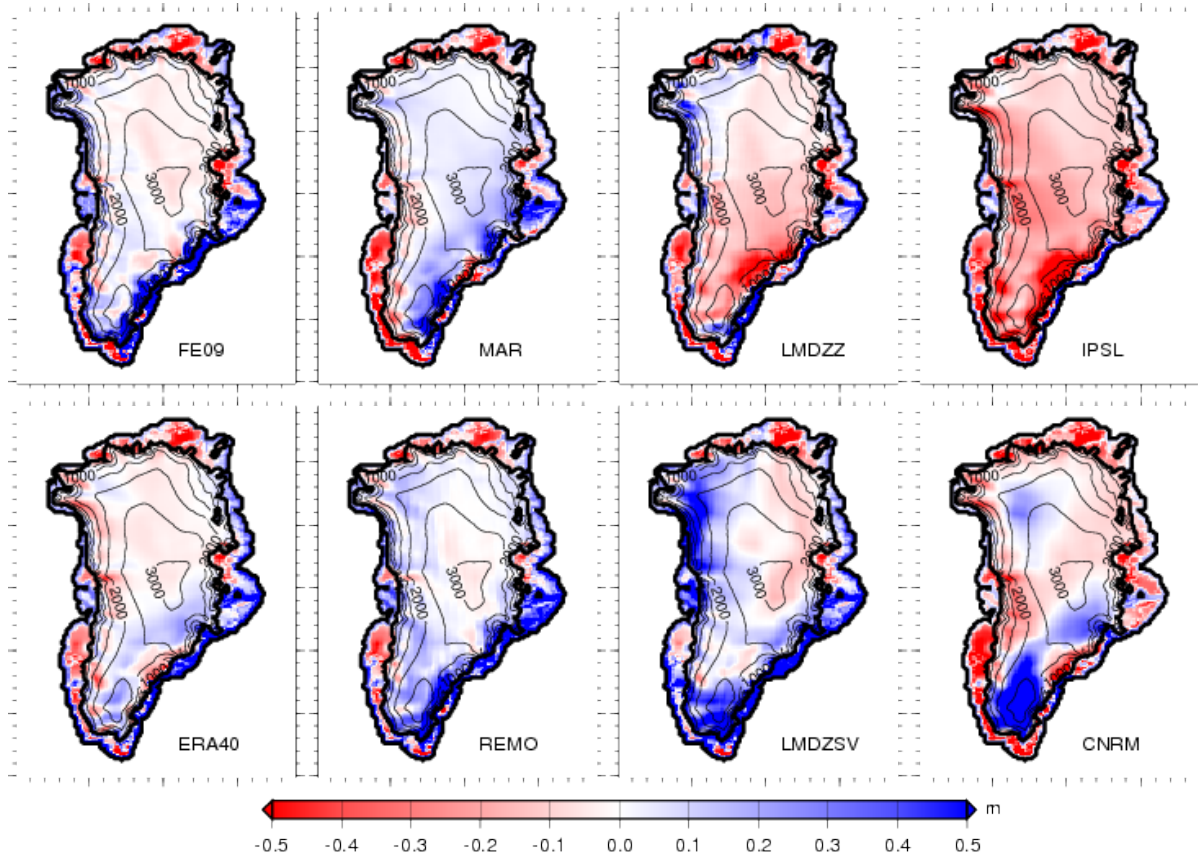 1000 2000 3000 FE09
1000 2000 3000 MAR
1000 2000 3000 LMDZZ
1000 2000 3000 IPSL
1000 2000 3000 1000 ERA40
1000 2000 3000 REMO
1000 2000 3000 LMDZSV
1000 2000 3000 CNRM
m
-0.5 -0.4 -0.3 -0.2 -0.1 0.0 0.1 0.2 0.3 0.4 0.5